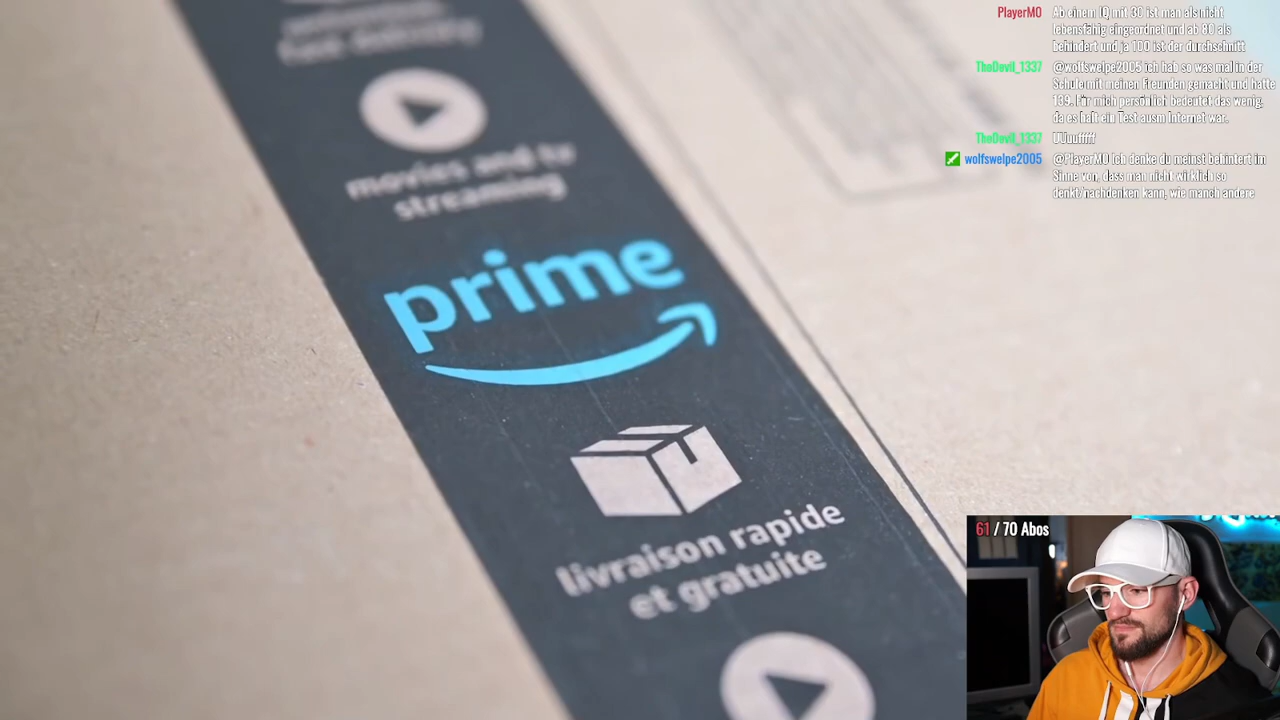 fast delivery
movies and tv
streaming
prime
livraison rapide
et gratuite
PlayerMO Ab einem IQ mit 30 ist man als nicht
lebensfähig eingeordnet und ab 80 als
behindert und ja 100 ist der durchschnitt
TheDevil_1337 @wolfswelpe2005 ich hab so was mal in der
Schule mit meinen Freunden gemacht und hatte
139. Für mich persönlich bedeutet das wenig,
da es halt ein Test ausm Internet war.
TheDevil_1337 UUuuffffff
wolfswelpe2005 @PlayerMO Ich denke du meinst behindert im
Sinne von, dass man nicht wirklich so
denkt/nachdenken kann, wie manch andere
61 / 70 Abos